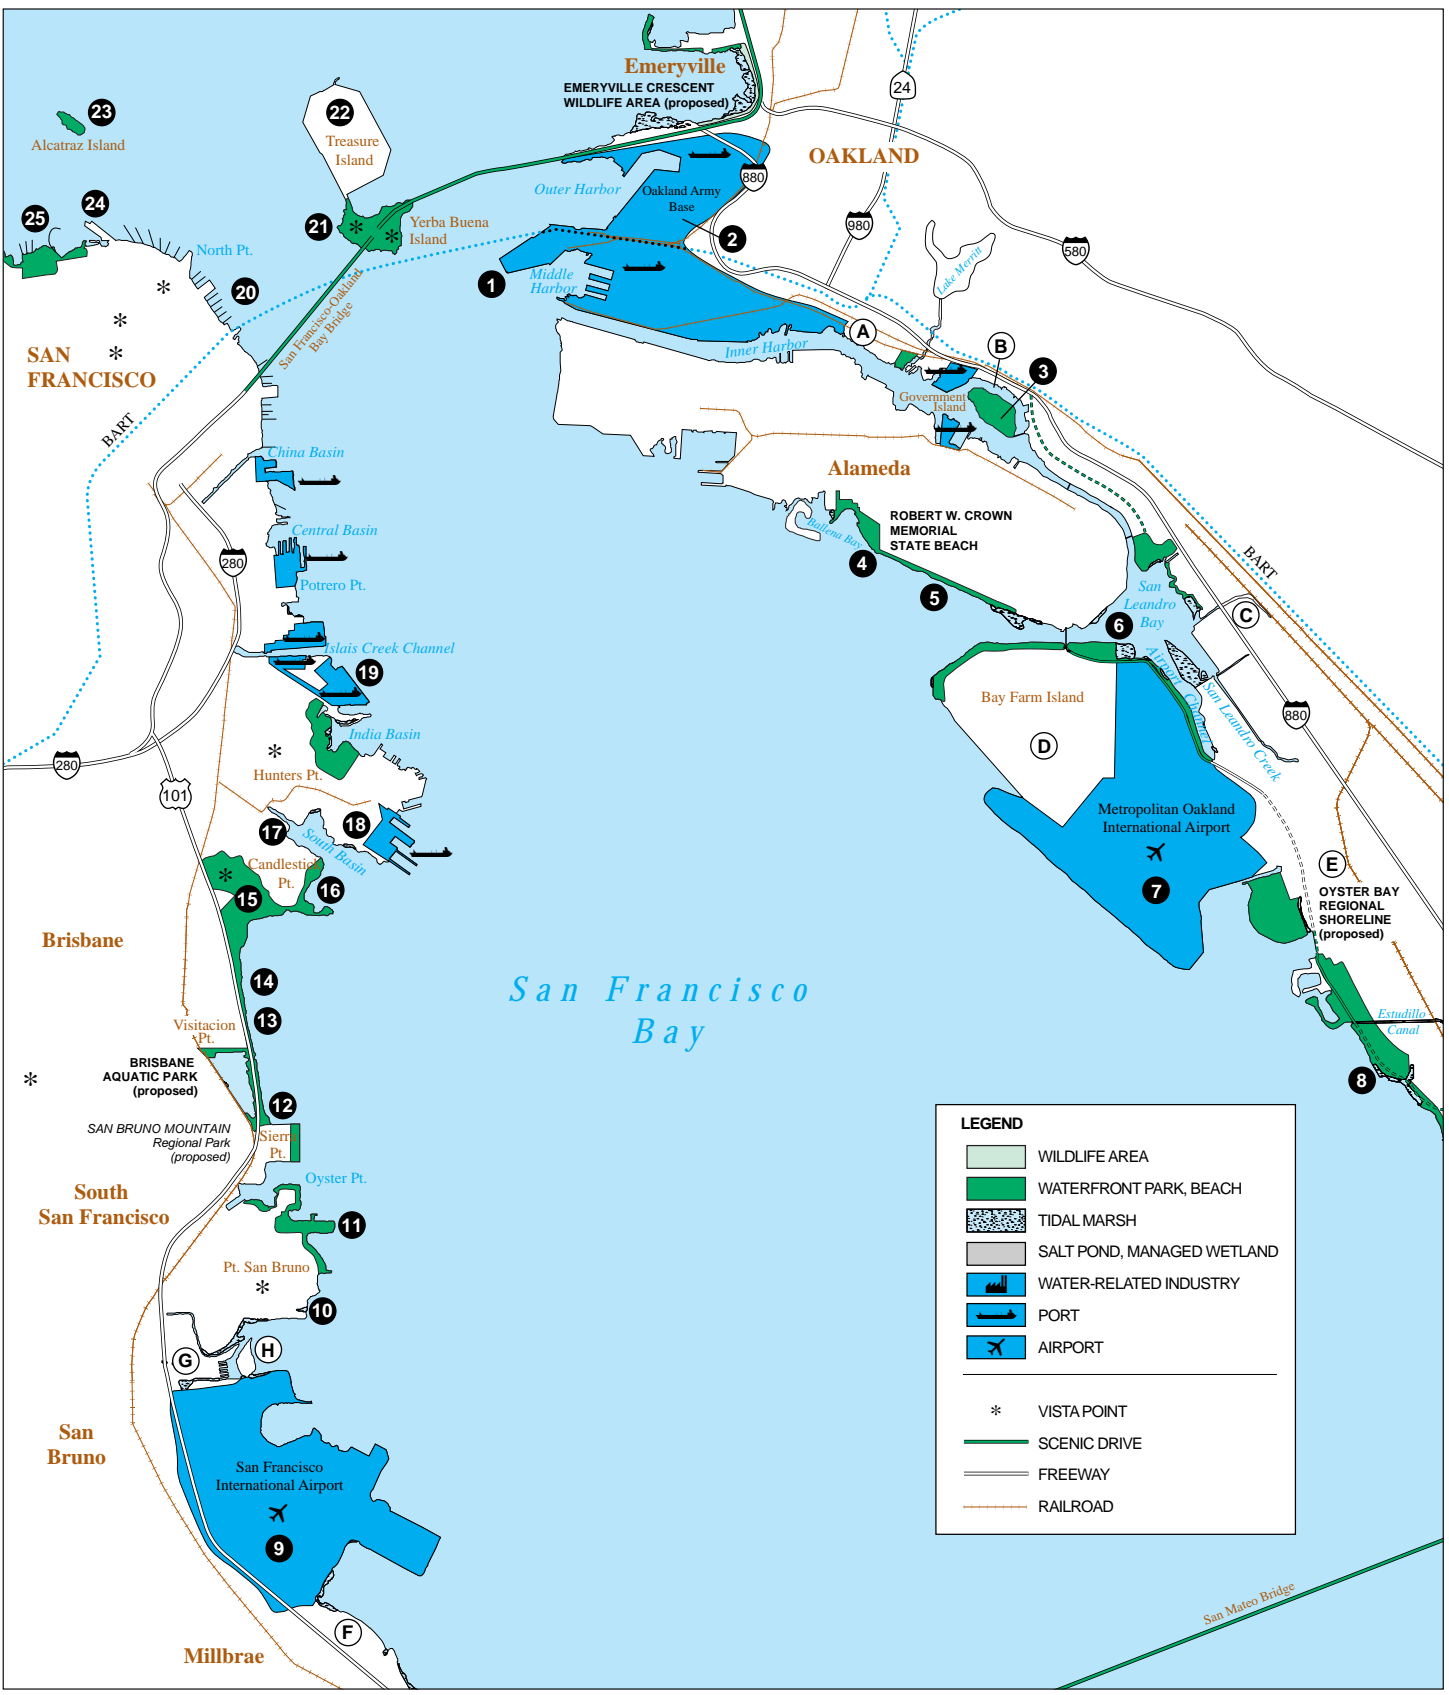 Emeryville
EMERYVILLE CRESCENT
WILDLIFE AREA (proposed)
24
23
Alcatraz Island
22
Treasure
Island
OAKLAND
880
Outer Harbor
Oakland Army
Base
25
24
21
Yerba Buena
Island
North Pt.
2
980
580
1
Middle
Harbor
Lake Merritt
20
San Francisco-Oakland
Bay Bridge
SAN
FRANCISCO
Inner Harbor
A
B
3
Government
Island
BART
China Basin
Alameda
Central Basin
ROBERT W. CROWN
MEMORIAL
STATE BEACH
Ballena Bay
BART
280
4
Potrero Pt.
5
San
Leandro
Bay
C
6
Islais Creek Channel
19
Airport
Channel
Bay Farm Island
San Leandro Creek
880
India Basin
D
280
Hunters Pt.
101
Metropolitan Oakland
International Airport
17
18
South Basin
Candlestick
Pt.
E
7
15
16
OYSTER BAY
REGIONAL
SHORELINE
(proposed)
Brisbane
14
San Francisco
Bay
13
Visitacion
Pt.
Estudillo
Canal
BRISBANE
AQUATIC PARK
(proposed)
8
12
SAN BRUNO MOUNTAIN
Regional Park
(proposed)
Sierra
Pt.
Oyster Pt.
South
San Francisco
11
Pt. San Bruno
10
G
H
San
Bruno
San Francisco
International Airport
9
F
Millbrae
LEGEND
WILDLIFE AREA
WATERFRONT PARK, BEACH
TIDAL MARSH
SALT POND, MANAGED WETLAND
WATER-RELATED INDUSTRY
PORT
AIRPORT
VISTA POINT
SCENIC DRIVE
FREEWAY
RAILROAD
San Mateo Bridge